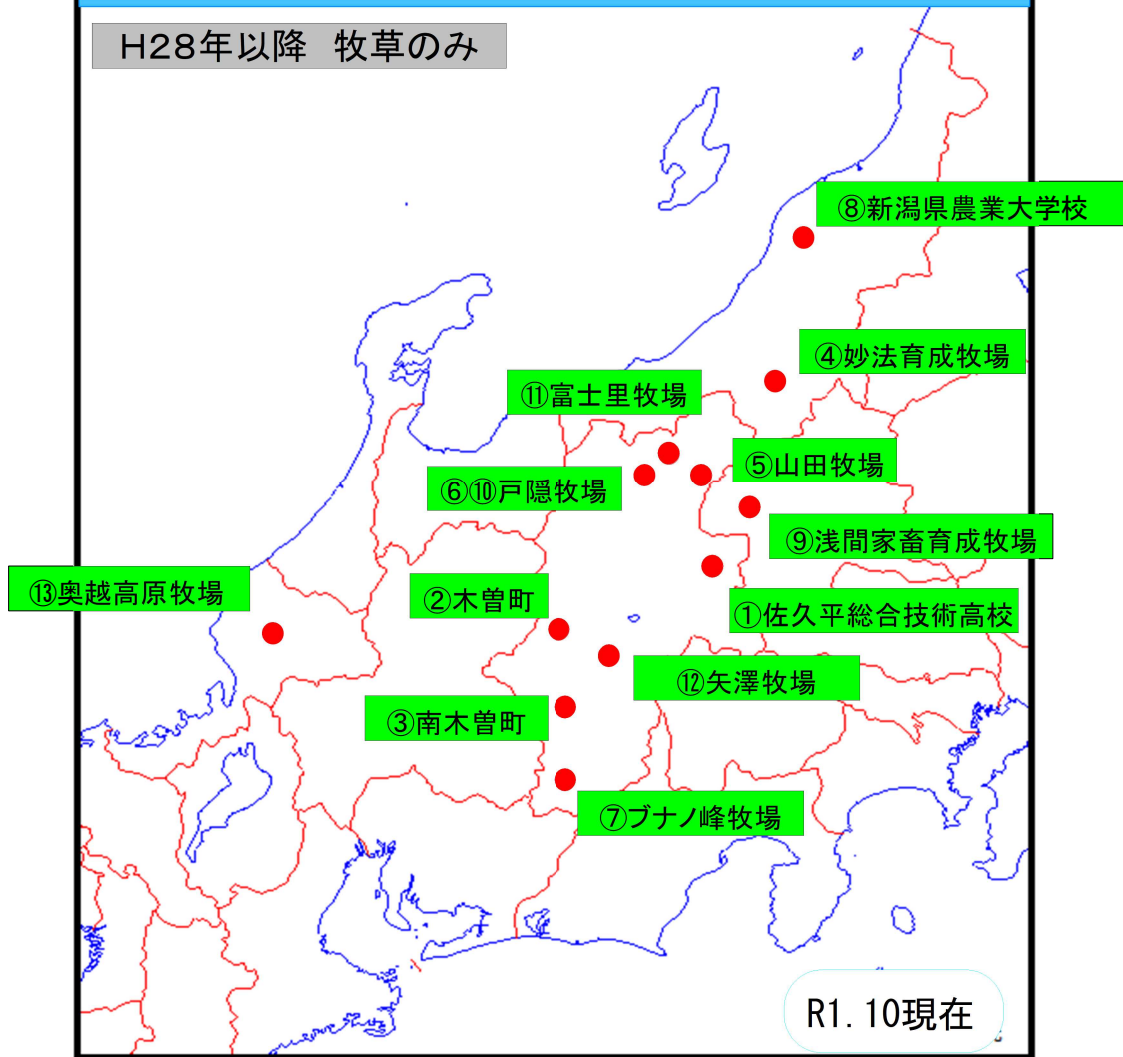 H28年以降 牧草のみ
⑧新潟県農業大学校
④妙法育成牧場
⑪富士里牧場
⑤山田牧場
⑥⑩戸隠牧場
⑨浅間家畜育成牧場
⑬奥越高原牧場
②木曽町
①佐久平総合技術高校
⑫矢澤牧場
③南木曽町
⑦ブナノ峰牧場
R1.10現在